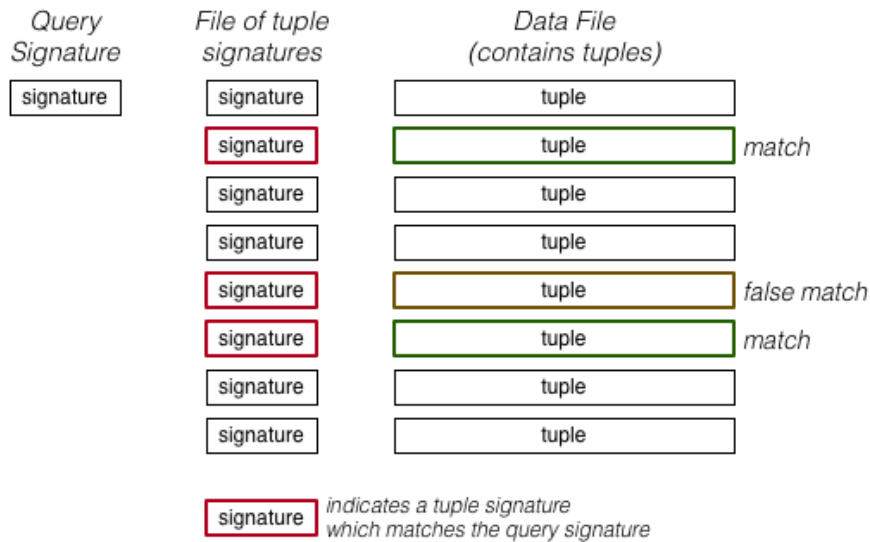 Query
Signature
File of tuple
signatures
Data File
(contains tuples)
signature signature tuple
signature tuple match
signature tuple
signature tuple
signature tuple false match
signature tuple match
signature tuple
signature tuple
signature
indicates a tuple signature
which matches the query signature